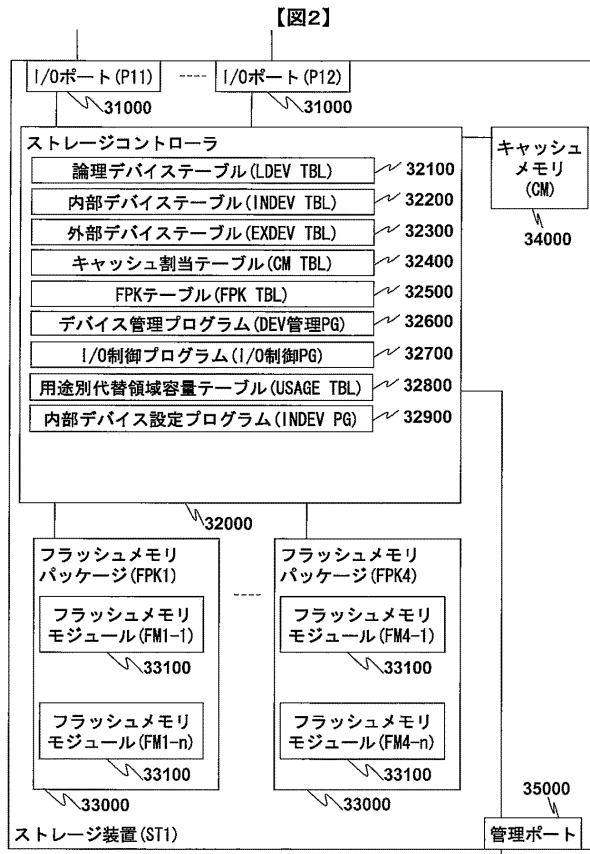 【図2】
I/Oポート(P11)
I/Oポート(P12)
31000
31000
ストレージコントローラ
論理デバイステーブル(LDEV TBL)
32100
内部デバイステーブル(INDEV TBL)
32200
外部デバイステーブル(EXDEV TBL)
32300
キャッシュ割当テーブル(CM TBL)
32400
FPKテーブル(FPK TBL)
32500
デバイス管理プログラム(DEV管理PG)
32600
I/O制御プログラム(I/O制御PG)
32700
用途別代替領域容量テーブル(USAGE TBL)
32800
内部デバイス設定プログラム(INDEV PG)
32900
キャッシュ
メモリ
(CM)
34000
32000
フラッシュメモリ
パッケージ(FPK1)
フラッシュメモリ
モジュール(FM1-1)
33100
フラッシュメモリ
モジュール(FM1-n)
33100
33000
フラッシュメモリ
パッケージ(FPK4)
フラッシュメモリ
モジュール(FM4-1)
33100
フラッシュメモリ
モジュール(FM4-n)
33100
33000
35000
ストレージ装置(ST1)
管理ポート